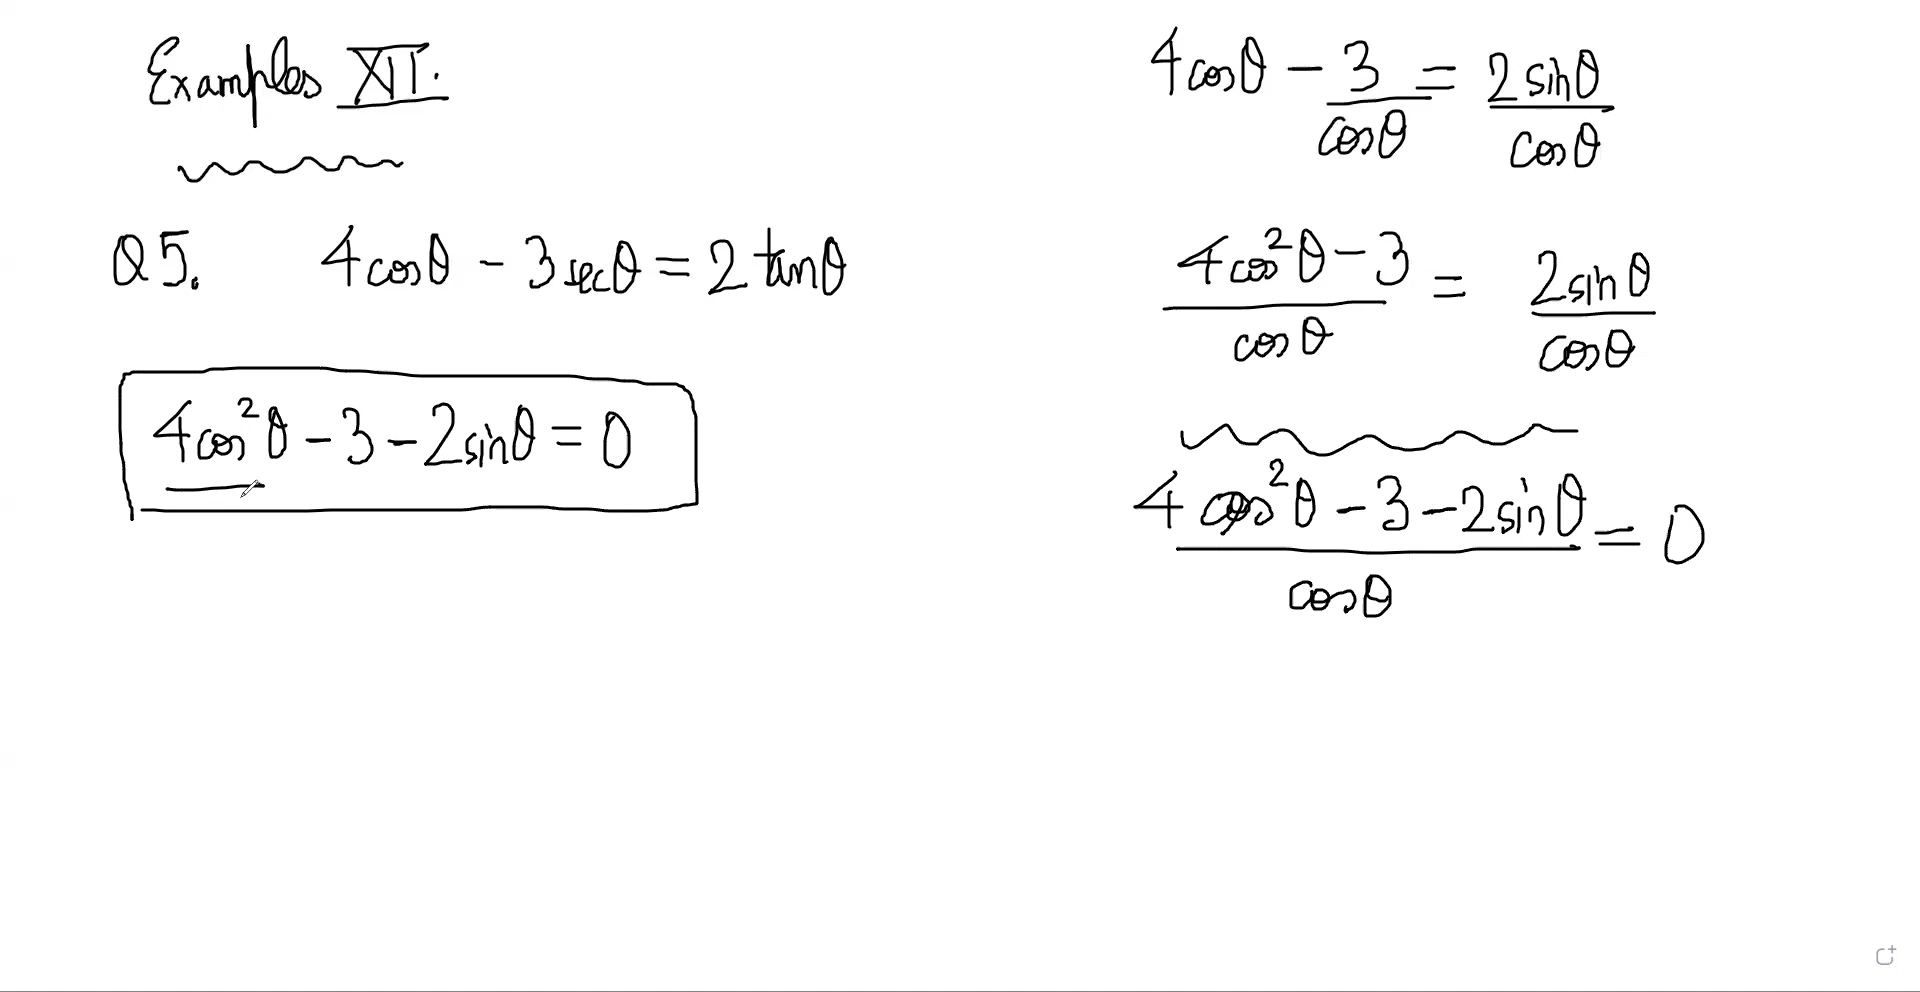 Examples XII.
Q5. 4cosθ - 3secθ = 2tanθ
4cos²θ - 3 - 2sinθ = 0
4cosθ - 3/cosθ = 2sinθ/cosθ
(4cos²θ - 3)/cosθ = 2sinθ/cosθ
(4cos²θ - 3 - 2sinθ)/cosθ = 0